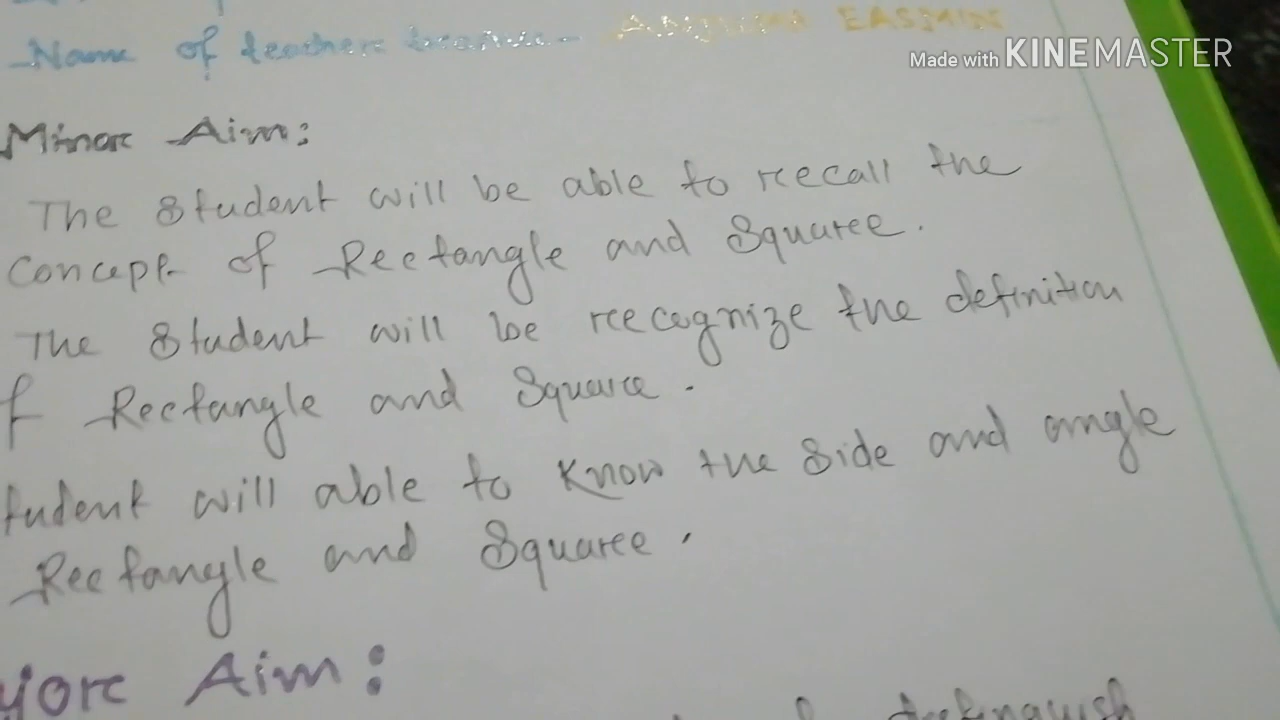 Name of teacher EASMIN
Made with KINEMASTER
Minor Aim:
The Student will be able to recall the
Concept of Rectangle and Square.
The Student will be recognize the definition
f Rectangle and Square.
tudent will able to Know the Side and angle
Rectangle and Square.
yor Aim: